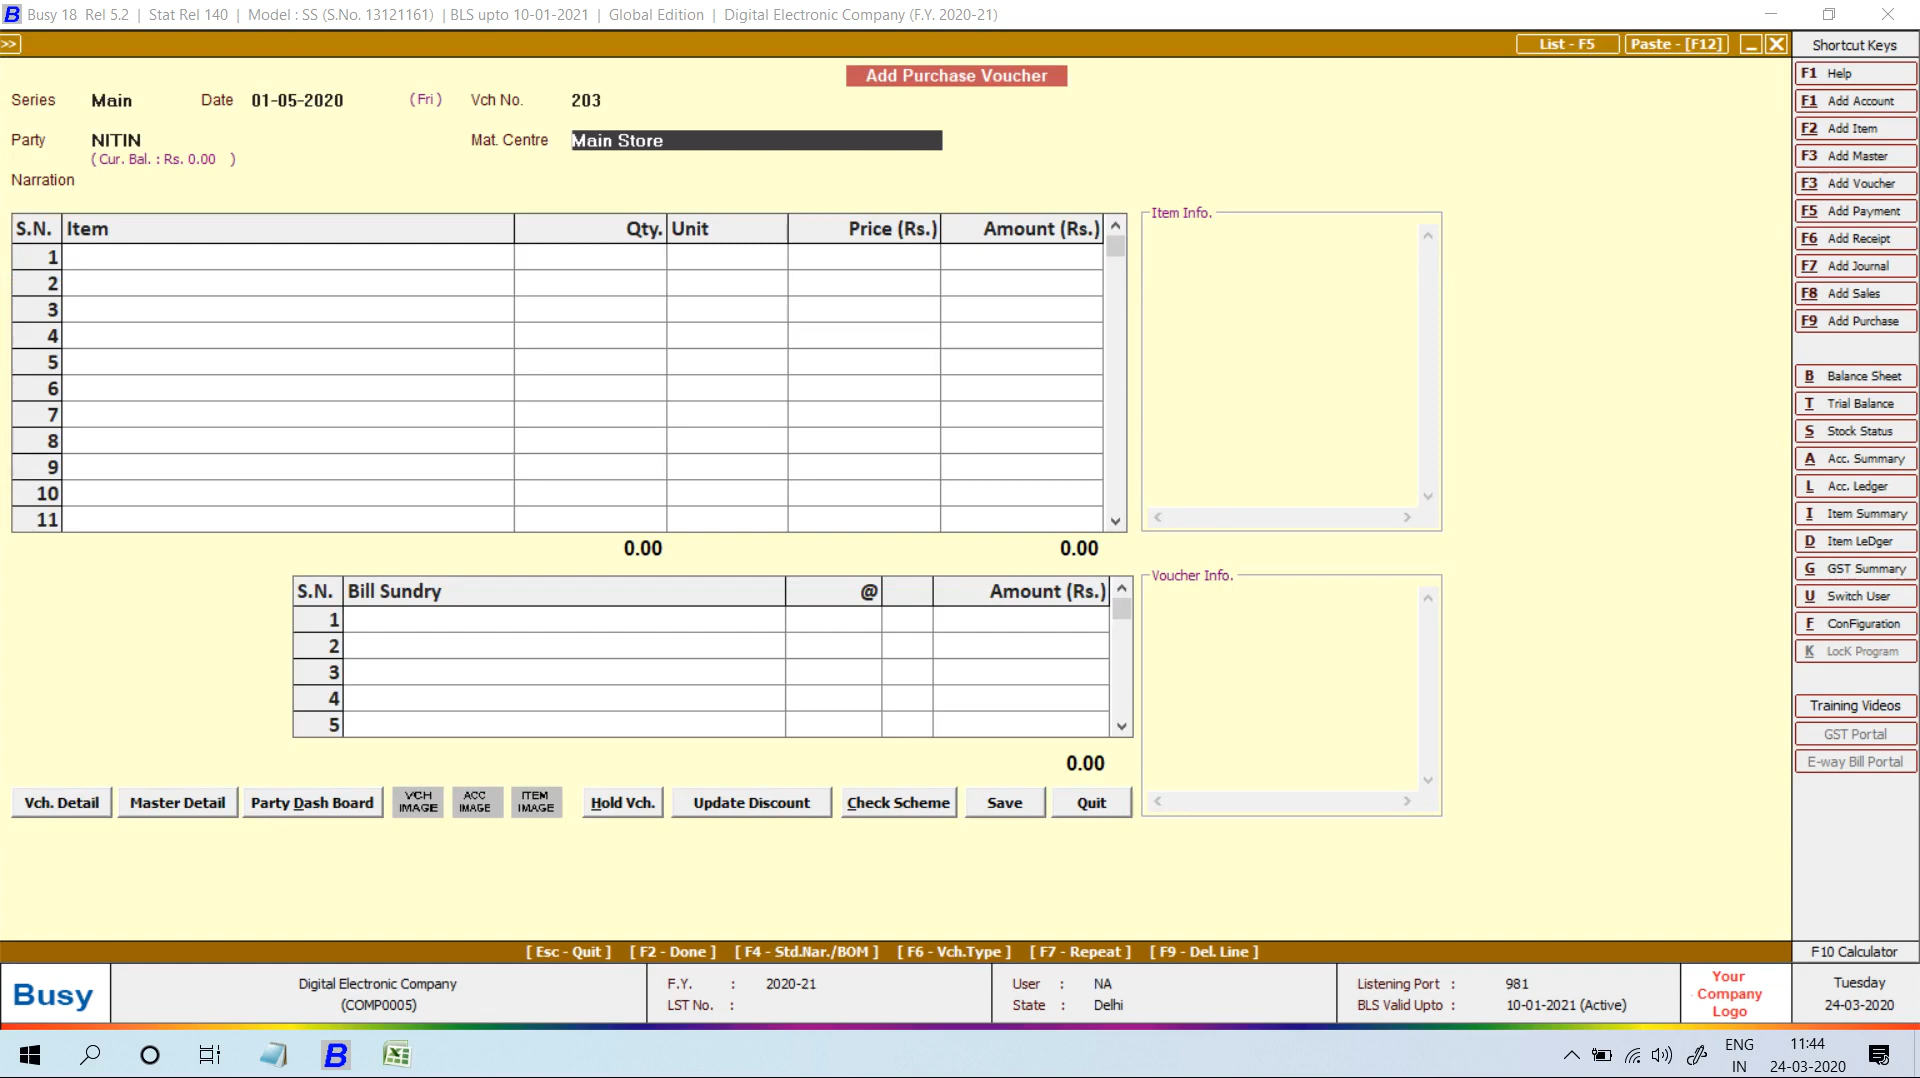 B Busy 18 Rel 5.2 | Stat Rel 140 | Model : SS (S.No. 13121161) | BLS upto 10-01-2021 | Global Edition | Digital Electronic Company (F.Y. 2020-21)
>> List - F5 Paste - [F12]
Add Purchase Voucher
Series Main Date 01-05-2020 ( Fri ) Vch No. 203
Party NITIN Mat. Centre Main Store
( Cur. Bal. : Rs. 0.00 )
Narration
S.N. Item Qty. Unit Price (Rs.) Amount (Rs.)
1
2
3
4
5
6
7
8
9
10
11
0.00 0.00
Item Info.
S.N. Bill Sundry @ Amount (Rs.)
1
2
3
4
5
0.00
Voucher Info.
Vch. Detail Master Detail Party Dash Board VCH IMAGE ACC IMAGE ITEM IMAGE Hold Vch. Update Discount Check Scheme Save Quit
[ Esc - Quit ] [ F2 - Done ] [ F4 - Std.Nar./BOM ] [ F6 - Vch.Type ] [ F7 - Repeat ] [ F9 - Del. Line ]
Shortcut Keys
F1 Help
F1 Add Account
F2 Add Item
F3 Add Master
F3 Add Voucher
F5 Add Payment
F6 Add Receipt
F7 Add Journal
F8 Add Sales
F9 Add Purchase
B Balance Sheet
T Trial Balance
S Stock Status
A Acc. Summary
L Acc. Ledger
I Item Summary
D Item LeDger
G GST Summary
U Switch User
F ConFiguration
K LocK Program
Training Videos
GST Portal
E-way Bill Portal
F10 Calculator
Busy
Digital Electronic Company
(COMP0005)
F.Y. : 2020-21
LST No. :
User : NA
State : Delhi
Listening Port : 981
BLS Valid Upto : 10-01-2021 (Active)
Your
Company
Logo
Tuesday
24-03-2020
B
ENG
IN
11:44
24-03-2020